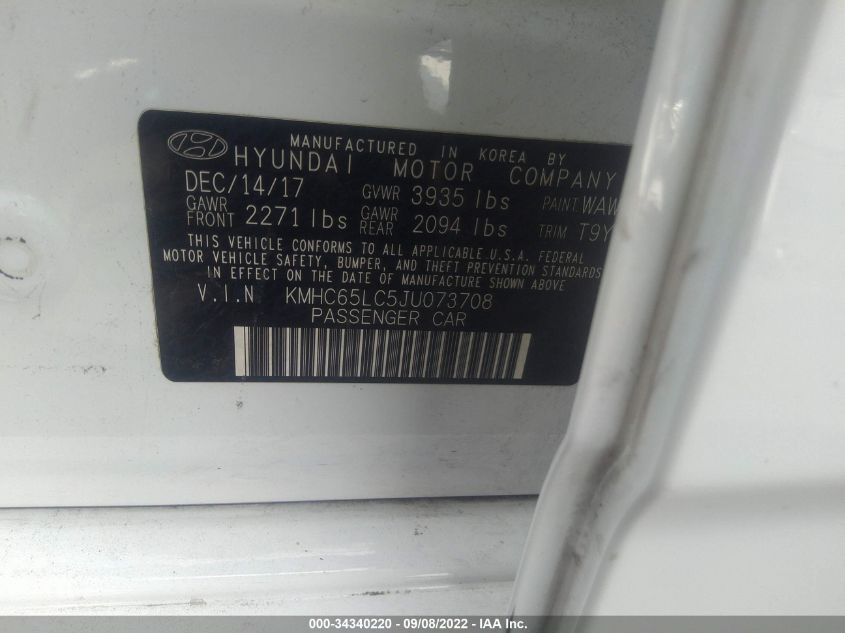 MANUFACTURED IN KOREA BY
HYUNDAI MOTOR COMPANY
DEC/14/17 GVWR 3935 lbs PAINT WAW
GAWR FRONT 2271 lbs GAWR REAR 2094 lbs TRIM T9Y
THIS VEHICLE CONFORMS TO ALL APPLICABLE U.S.A. FEDERAL
MOTOR VEHICLE SAFETY, BUMPER, AND THEFT PREVENTION STANDARDS
IN EFFECT ON THE DATE OF MANUFACTURE SHOWN ABOVE
V.I.N KMHC65LC5JU073708
PASSENGER CAR
000-34340220 - 09/08/2022 - IAA Inc.